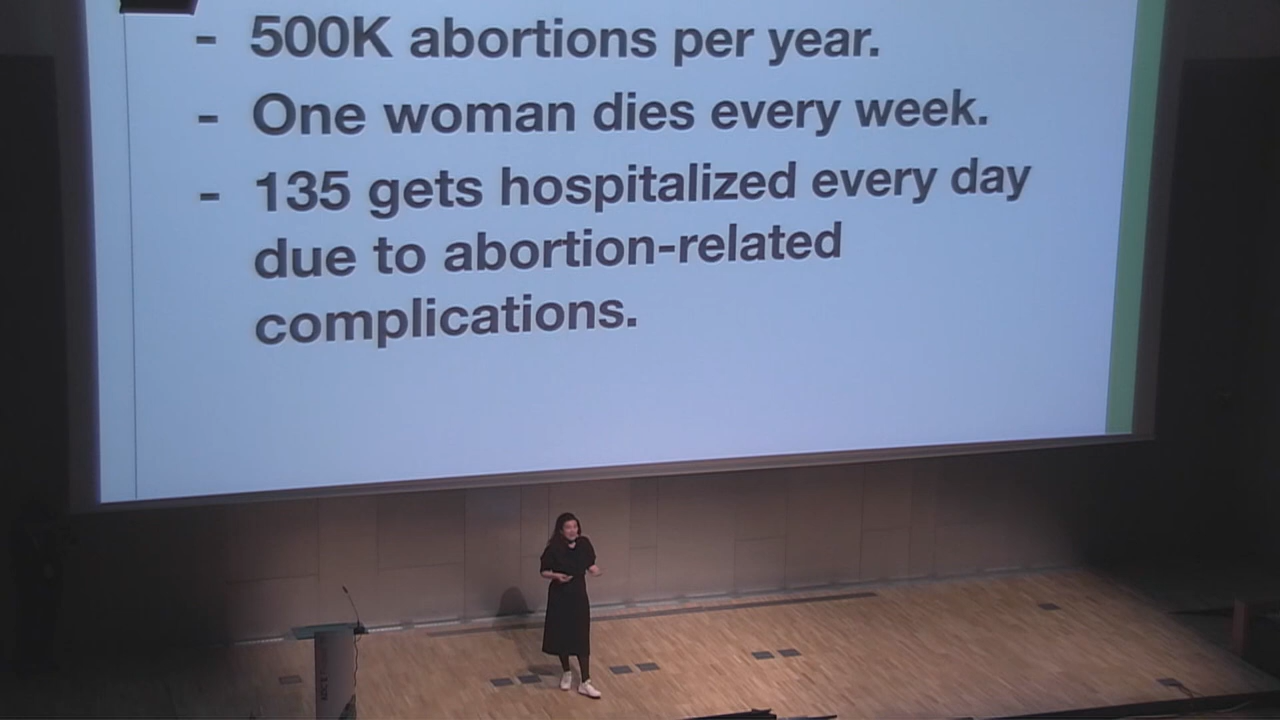 - 500K abortions per year.
- One woman dies every week.
- 135 gets hospitalized every day
due to abortion-related
complications.